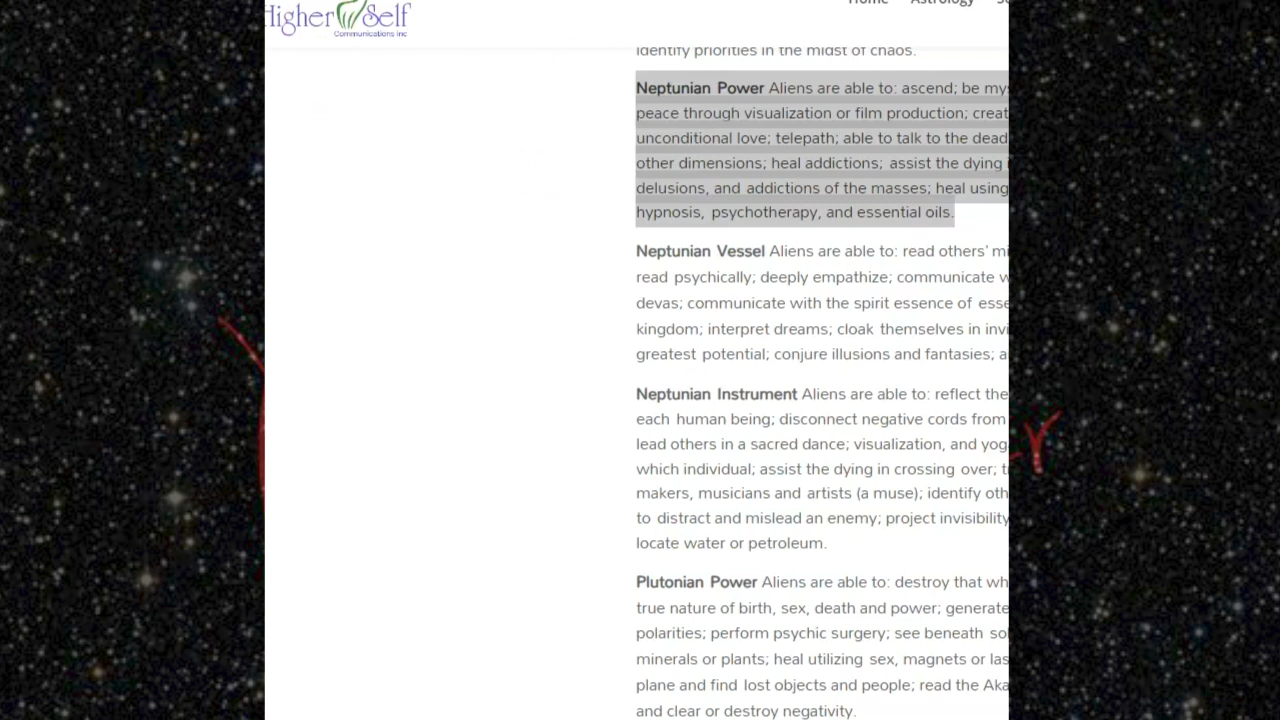 Higher Self
Communications inc
Home Astrology
identify priorities in the midst of chaos.
Neptunian Power Aliens are able to: ascend; be mys
peace through visualization or film production; creat
unconditional love; telepath; able to talk to the dead
other dimensions; heal addictions; assist the dying i
delusions, and addictions of the masses; heal using
hypnosis, psychotherapy, and essential oils.
Neptunian Vessel Aliens are able to: read others’ mi
read psychically; deeply empathize; communicate w
devas; communicate with the spirit essence of esse
kingdom; interpret dreams; cloak themselves in invi
greatest potential; conjure illusions and fantasies; a
Neptunian Instrument Aliens are able to: reflect the
each human being; disconnect negative cords from
lead others in a sacred dance; visualization, and yog
which individual; assist the dying in crossing over; t
makers, musicians and artists (a muse); identify oth
to distract and mislead an enemy; project invisibility
locate water or petroleum.
Plutonian Power Aliens are able to: destroy that wh
true nature of birth, sex, death and power; generate
polarities; perform psychic surgery; see beneath sol
minerals or plants; heal utilizing sex, magnets or las
plane and find lost objects and people; read the Aka
and clear or destroy negativity.